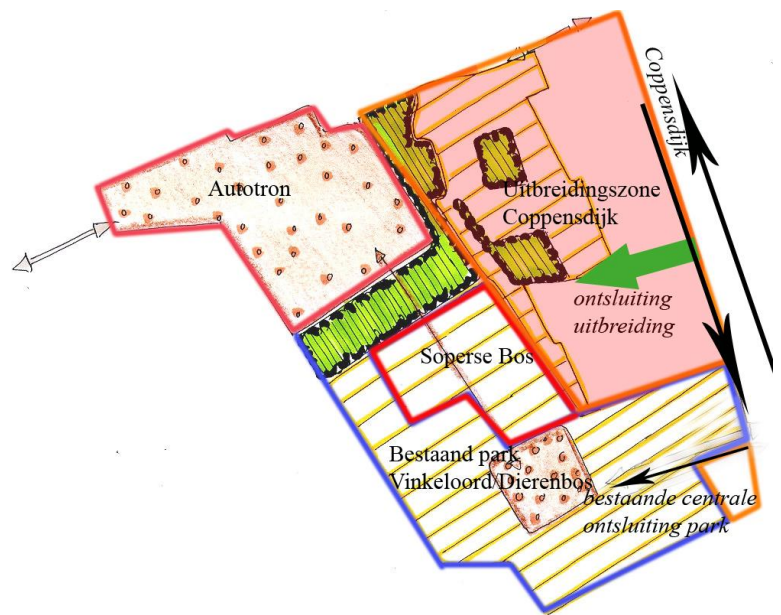 Coppensdijk
Autotron
Uitbreidingszone
Coppensdijk
ontsluiting
uitbreiding
Soperse Bos
Bestaand park
Vinkeloord/Dierenbos
bestaande centrale
ontsluiting park